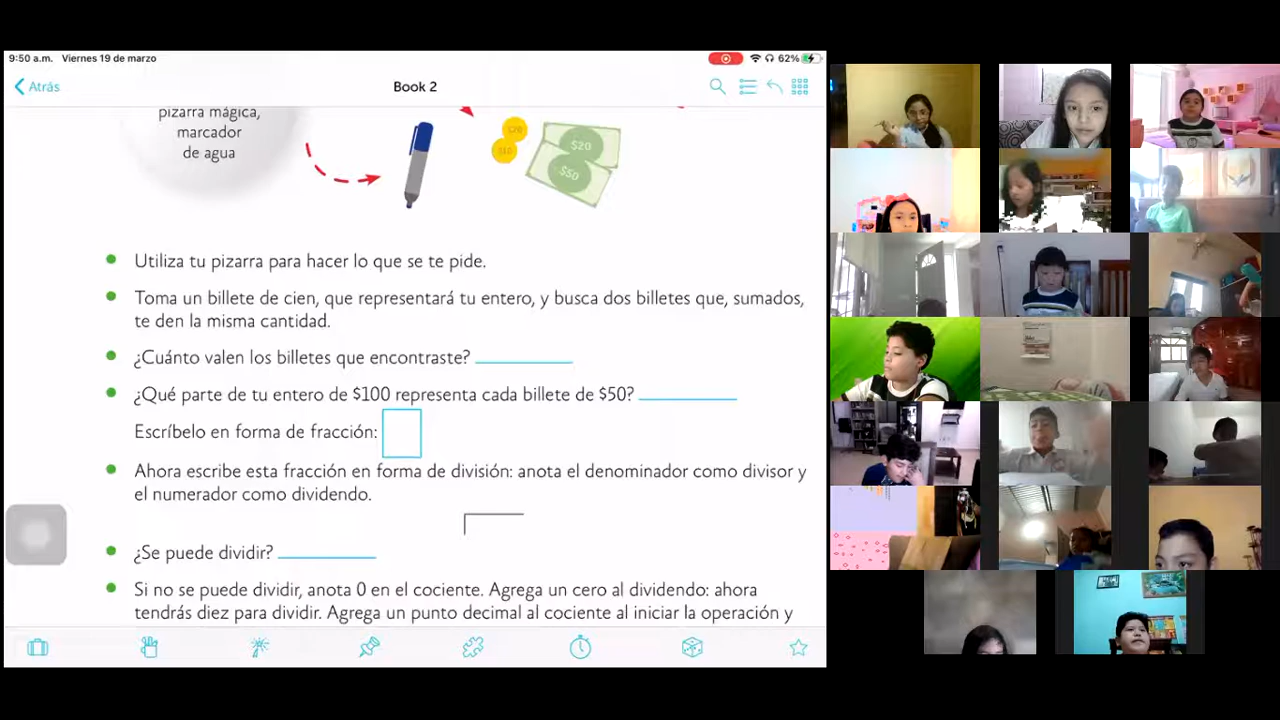 9:50 a.m. Viernes 19 de marzo
62%
Atrás
Book 2
pizarra mágica,
marcador
de agua
$20
$10
$20
$50
Utiliza tu pizarra para hacer lo que se te pide.
Toma un billete de cien, que representará tu entero, y busca dos billetes que, sumados,
te den la misma cantidad.
¿Cuánto valen los billetes que encontraste?
¿Qué parte de tu entero de $100 representa cada billete de $50?
Escríbelo en forma de fracción:
Ahora escribe esta fracción en forma de división: anota el denominador como divisor y
el numerador como dividendo.
¿Se puede dividir?
Si no se puede dividir, anota 0 en el cociente. Agrega un cero al dividendo: ahora
tendrás diez para dividir. Agrega un punto decimal al cociente al iniciar la operación y